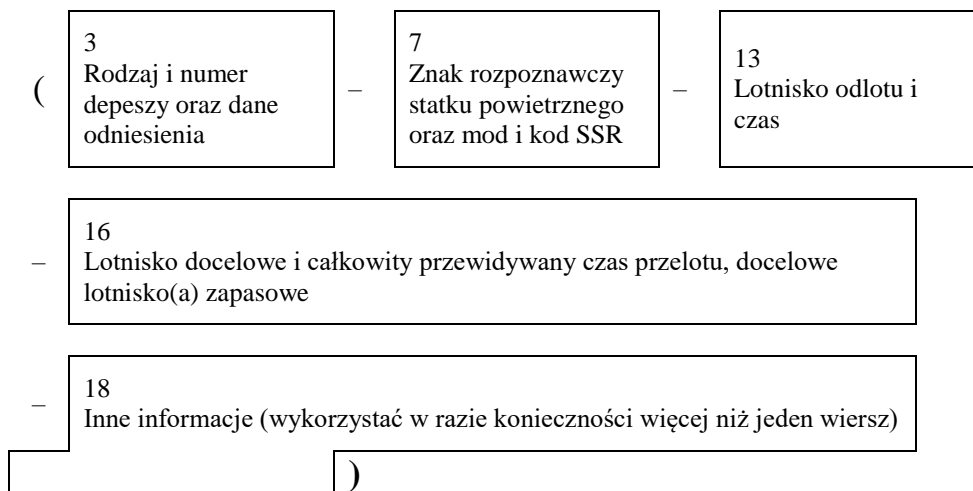 (
3
Rodzaj i numer
depeszy oraz dane
odniesienia
–
7
Znak rozpoznawczy
statku powietrznego
oraz mod i kod SSR
–
13
Lotnisko odlotu i
czas
–
16
Lotnisko docelowe i całkowity przewidywany czas przelotu, docelowe
lotnisko(a) zapasowe
–
18
Inne informacje (wykorzystać w razie konieczności więcej niż jeden wiersz)
)